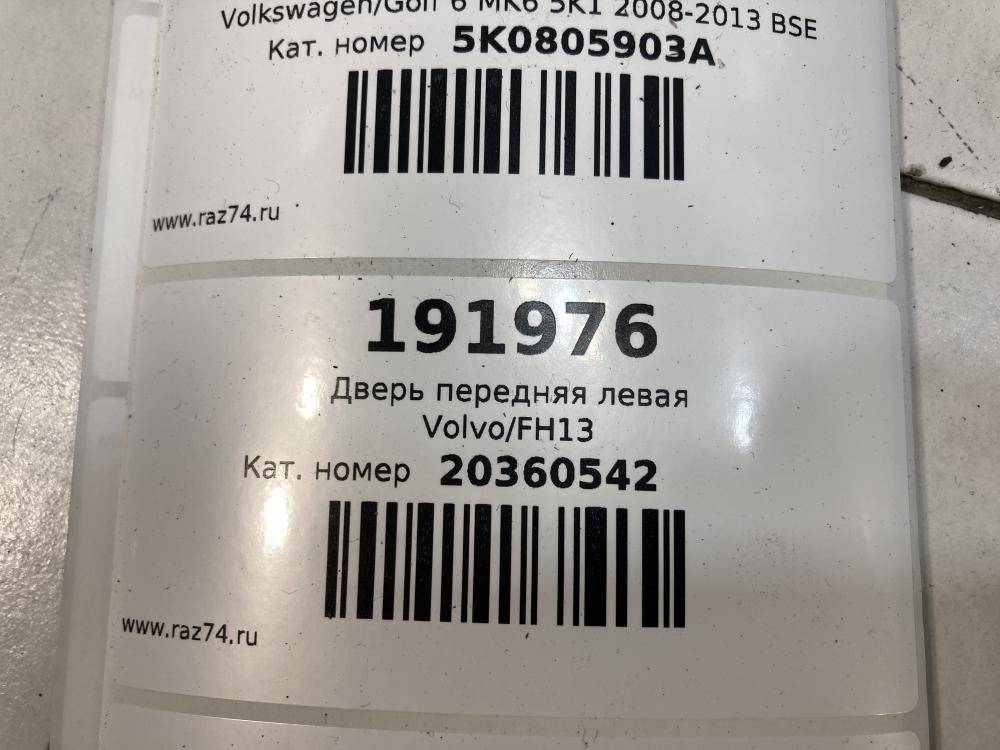 Volkswagen/Golf 6 MK6 5K1 2008-2013 BSE
Кат. номер 5K0805903A
www.raz74.ru
191976
Дверь передняя левая
Volvo/FH13
Кат. номер 20360542
www.raz74.ru